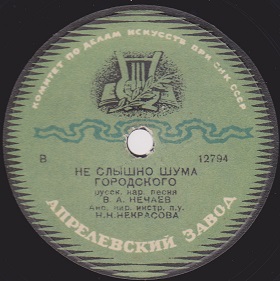 КОМИТЕТ ПО ДЕЛАМ ИСКУССТВ ПРИ СНК СССР
В 12794
НЕ СЛЫШНО ШУМА
ГОРОДСКОГО
русск. нар. песня
В. А. НЕЧАЕВ
Анс. нар. инстр. п. у.
Н.Н.НЕКРАСОВА
АПРЕЛЕВСКИЙ ЗАВОД